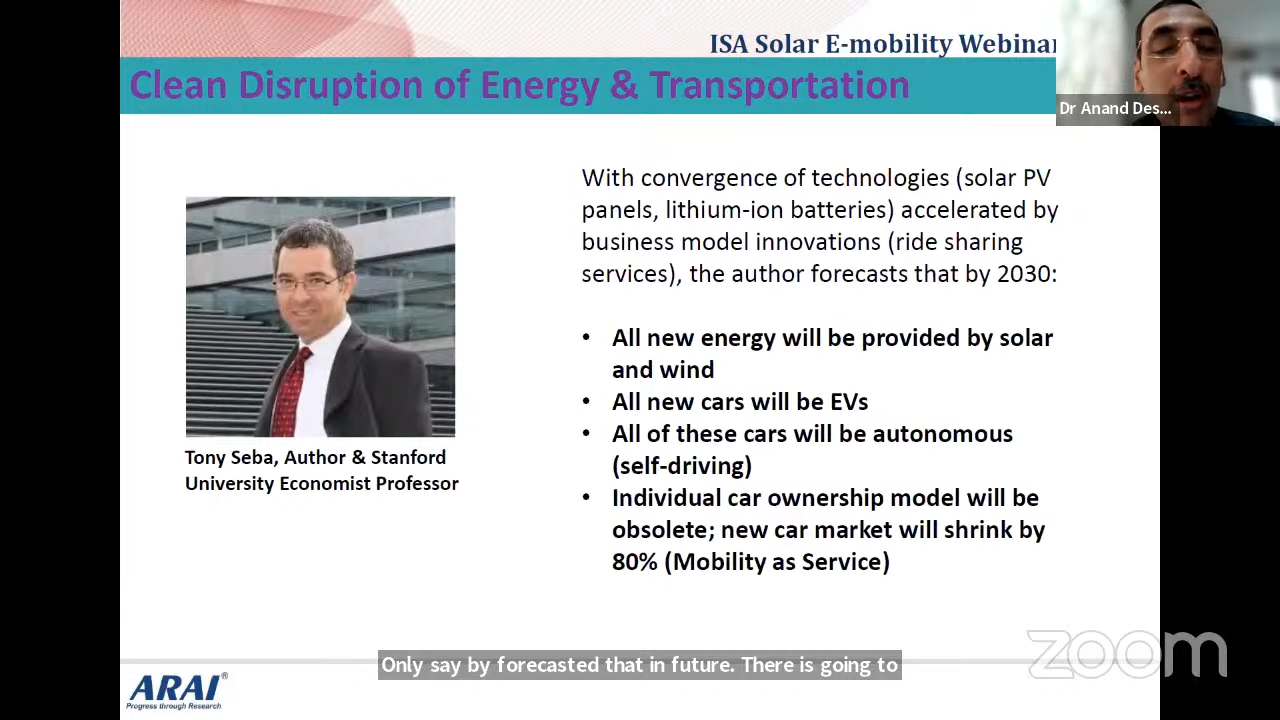 ISA Solar E-mobility Webinar
Clean Disruption of Energy & Transportation
Dr Anand Des...
With convergence of technologies (solar PV
panels, lithium-ion batteries) accelerated by
business model innovations (ride sharing
services), the author forecasts that by 2030:
• All new energy will be provided by solar
and wind
• All new cars will be EVs
• All of these cars will be autonomous
(self-driving)
• Individual car ownership model will be
obsolete; new car market will shrink by
80% (Mobility as Service)
Tony Seba, Author & Stanford
University Economist Professor
zoom
Only say by forecasted that in future. There is going to
ARAI®
Progress through Research